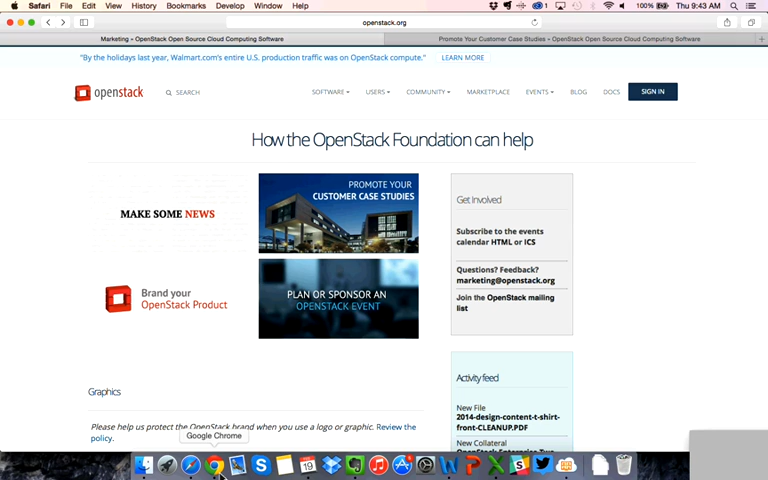 Safari File Edit View History Bookmarks Develop Window Help
100%
Thu 9:43 AM
openstack.org
Marketing » OpenStack Open Source Cloud Computing Software
Promote Your Customer Case Studies » OpenStack Open Source Cloud Computing Software
"By the holidays last year, Walmart.com's entire U.S. production traffic was on OpenStack compute." LEARN MORE
openstack
SEARCH
SOFTWARE USERS COMMUNITY MARKETPLACE EVENTS BLOG DOCS SIGN IN
How the OpenStack Foundation can help
MAKE SOME NEWS
PROMOTE YOUR
CUSTOMER CASE STUDIES
Brand your
OpenStack Product
PLAN OR SPONSOR AN
OPENSTACK EVENT
Get Involved
Subscribe to the events
calendar HTML or ICS
Questions? Feedback?
marketing@openstack.org
Join the OpenStack mailing
list
Graphics
Please help us protect the OpenStack brand when you use a logo or graphic. Review the
policy.
Activity feed
New File
2014-design-content-t-shirt-
front-CLEANUP.PDF
New Collateral
Google Chrome
19